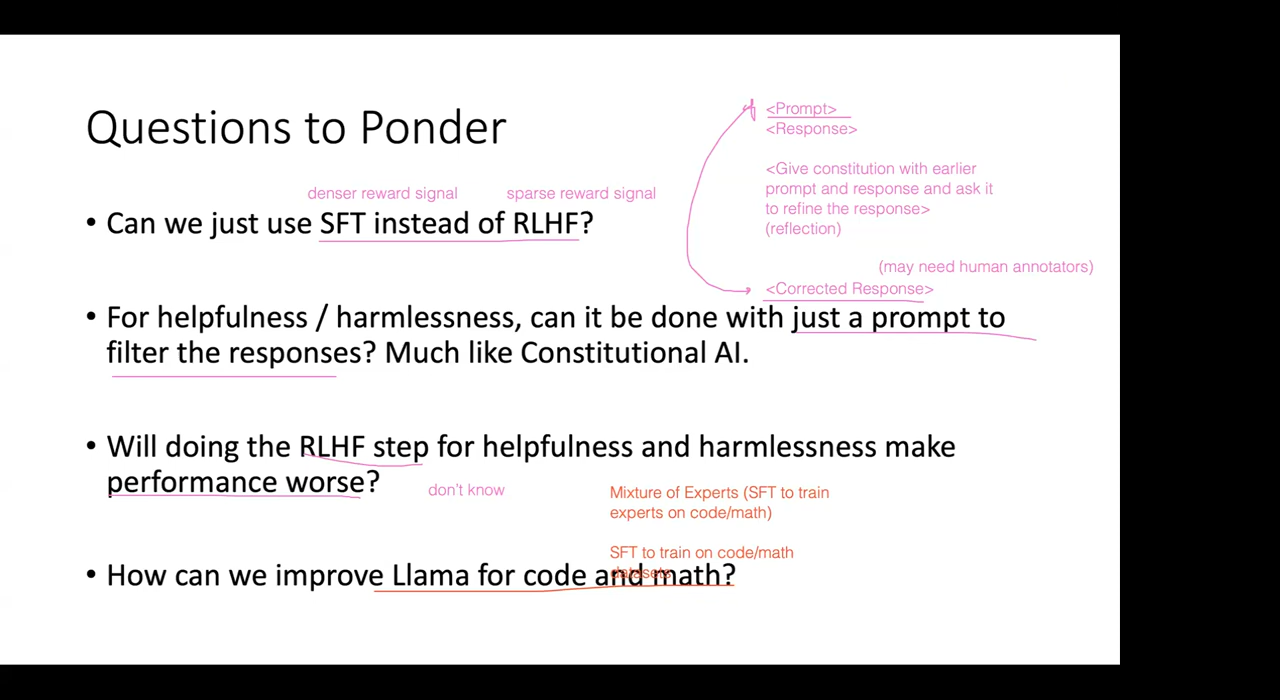 Questions to Ponder
<Prompt>
<Response>
<Give constitution with earlier
prompt and response and ask it
to refine the response>
(reflection)
(may need human annotators)
<Corrected Response>
denser reward signal
sparse reward signal
• Can we just use SFT instead of RLHF?
• For helpfulness / harmlessness, can it be done with just a prompt to
filter the responses? Much like Constitutional AI.
• Will doing the RLHF step for helpfulness and harmlessness make
performance worse?
don't know
Mixture of Experts (SFT to train
experts on code/math)
SFT to train on code/math
datasets
• How can we improve Llama for code and math?